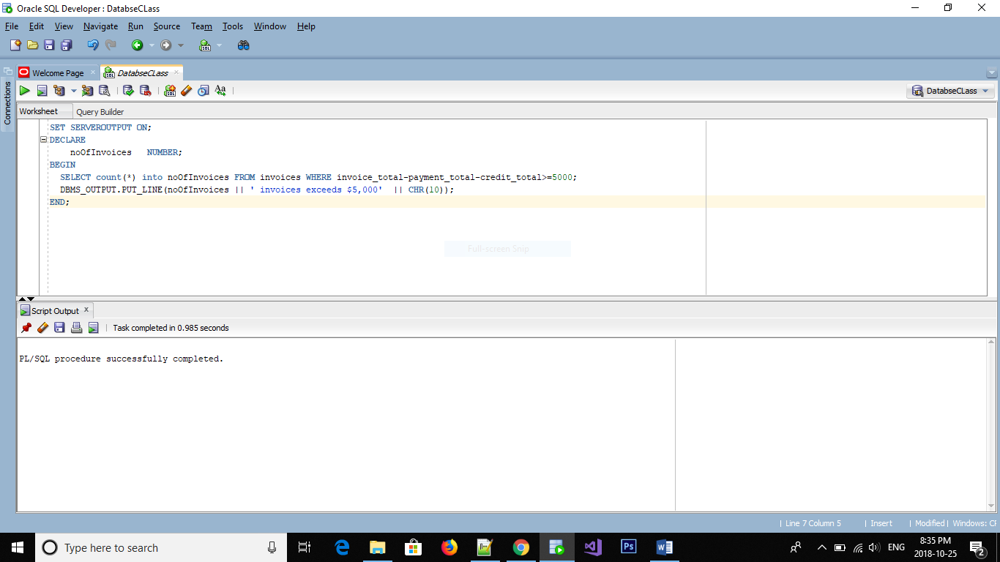 Oracle SQL Developer : DatabseCLass
File Edit View Navigate Run Source Team Tools Window Help
Connections
Welcome Page
DatabseCLass
DatabseCLass
Worksheet Query Builder
SET SERVEROUTPUT ON;
DECLARE
noOfInvoices NUMBER;
BEGIN
SELECT count(*) into noOfInvoices FROM invoices WHERE invoice_total-payment_total-credit_total>=5000;
DBMS_OUTPUT.PUT_LINE(noOfInvoices || ' invoices exceeds $5,000' || CHR(10));
END;
Full-screen Snip
Script Output x
Task completed in 0.985 seconds
PL/SQL procedure successfully completed.
| Line 7 Column 5 | Insert | Modified | Windows: CF
Type here to search
ENG
8:35 PM
2018-10-25
2